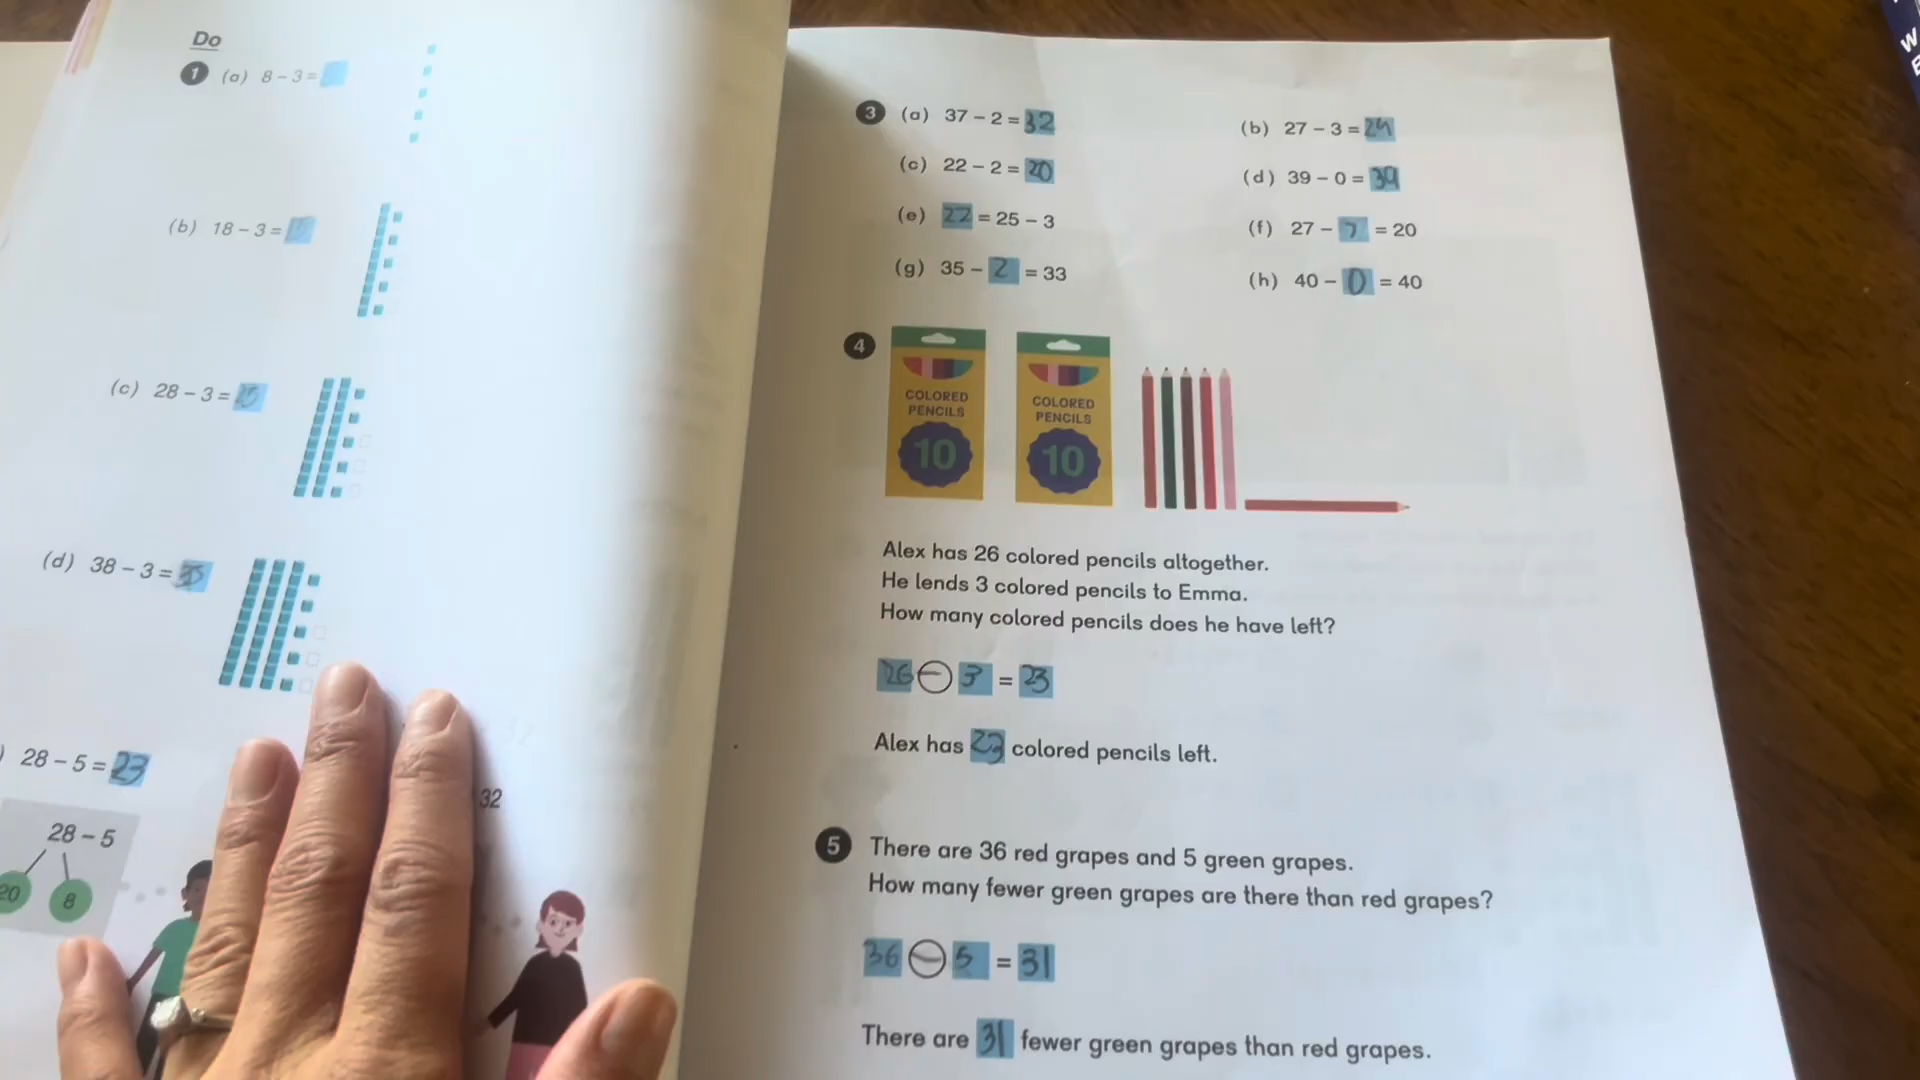 Do
1 (a) 8 – 3 =
(b) 18 – 3 = 15
(c) 28 – 3 = 25
(d) 38 – 3 = 35
) 28 – 5 = 23
28 – 5
20 8
32
3 (a) 37 – 2 = 32
(b) 27 – 3 = 24
(c) 22 – 2 = 20
(d) 39 – 0 = 39
(e) 22 = 25 – 3
(f) 27 – 7 = 20
(g) 35 – 2 = 33
(h) 40 – 0 = 40
4
COLORED
PENCILS
10
COLORED
PENCILS
10
Alex has 26 colored pencils altogether.
He lends 3 colored pencils to Emma.
How many colored pencils does he have left?
26 – 3 = 23
Alex has 23 colored pencils left.
5 There are 36 red grapes and 5 green grapes.
How many fewer green grapes are there than red grapes?
36 – 5 = 31
There are 31 fewer green grapes than red grapes.
W